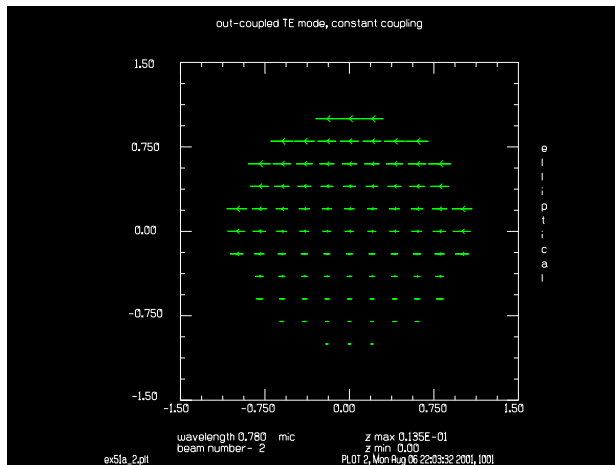 out-coupled TE mode, constant coupling
1.50
0.750
0.00
-0.750
-1.50
-1.50
-0.750
0.00
0.750
1.50
elliptical
wavelength 0.780 mic
z max 0.135E-01
beam number- 2
z min 0.00
ex51a_2.plt
PLOT 2, Mon Aug 06 22:03:32 2001, 1001